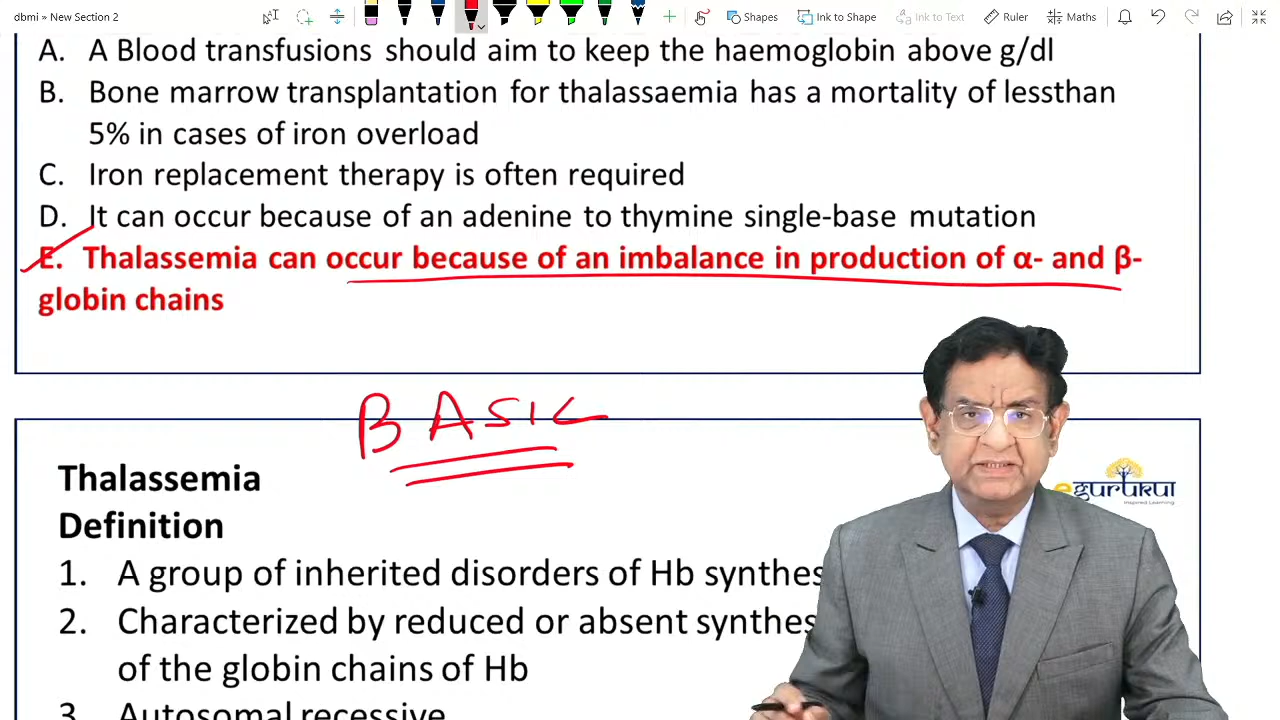 dbmi » New Section 2
Shapes
Ink to Shape
Ink to Text
Ruler
Maths
A. A Blood transfusions should aim to keep the haemoglobin above g/dl
B. Bone marrow transplantation for thalassaemia has a mortality of lessthan
5% in cases of iron overload
C. Iron replacement therapy is often required
D. It can occur because of an adenine to thymine single-base mutation
E. Thalassemia can occur because of an imbalance in production of α- and β-
globin chains
BASIC
Thalassemia
Definition
egurukul
Inspired Learning
1. A group of inherited disorders of Hb synthes
2. Characterized by reduced or absent synthes
of the globin chains of Hb
3. Autosomal recessive